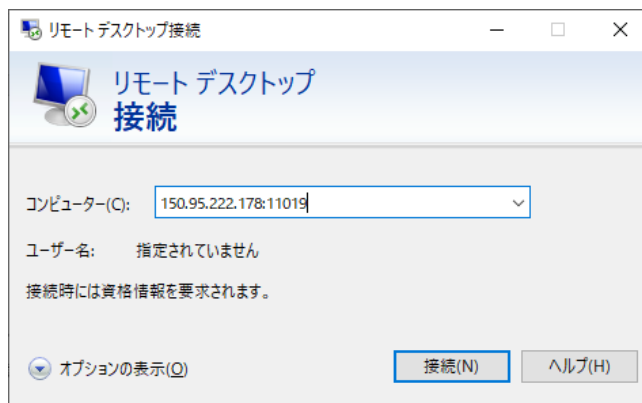 リモート デスクトップ接続
リモート デスクトップ
接続
コンピューター(C): 150.95.222.178:11019
ユーザー名: 指定されていません
接続時には資格情報を要求されます。
オプションの表示(O) 接続(N) ヘルプ(H)